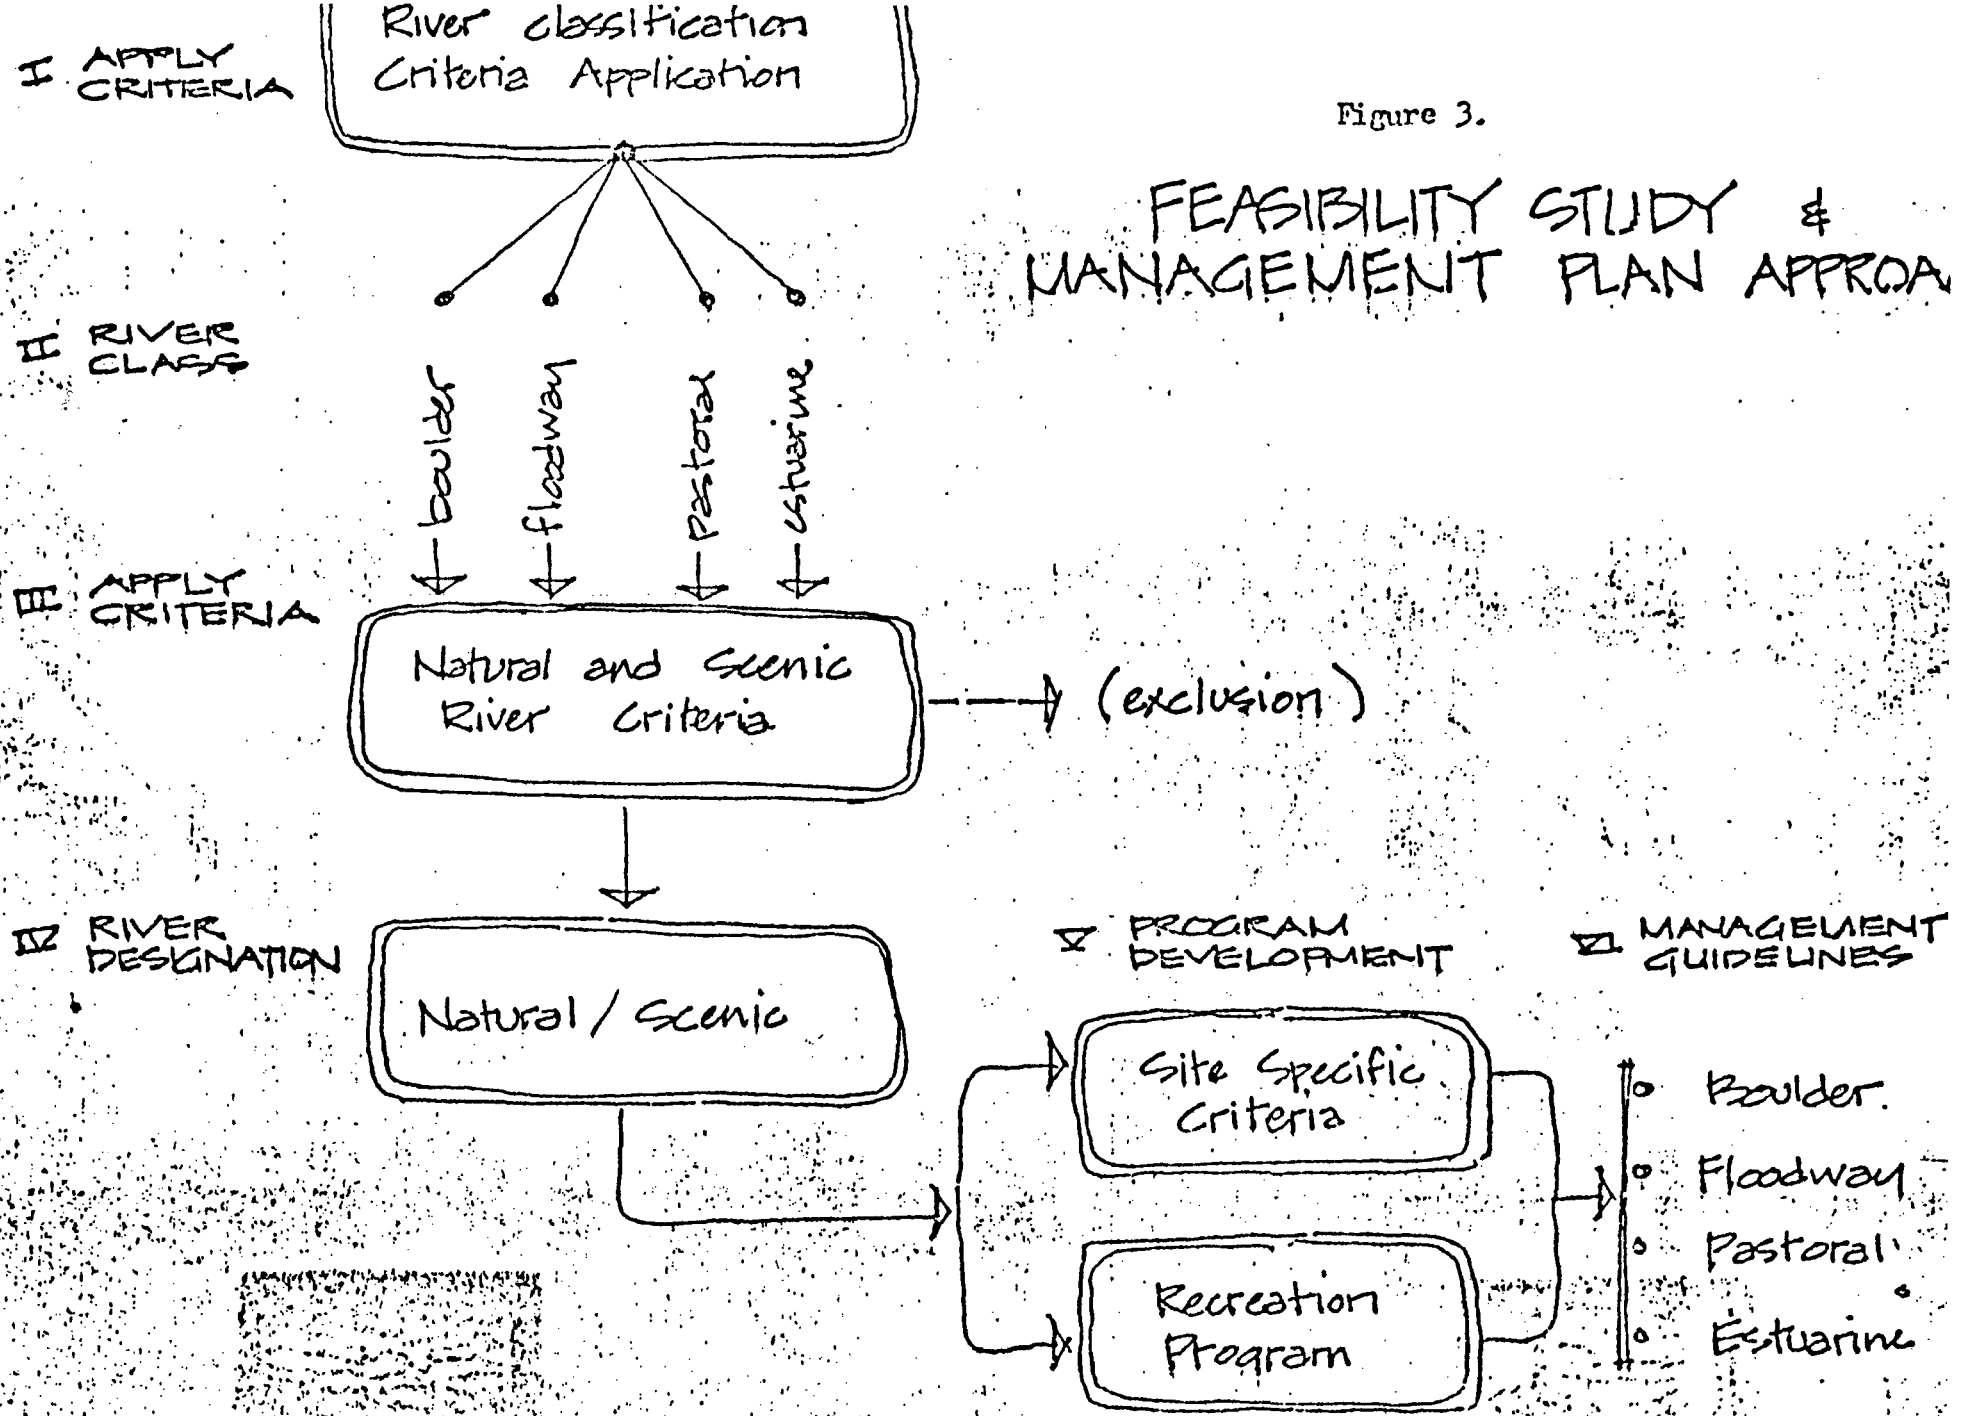 River classification
I APPLY
CRITERIA
Criteria Application
Figure 3.
FEASIBILITY STUDY &
MANAGEMENT PLAN APPROA
II RIVER
CLASS
boulder
floodway
pastoral
estuarine
III APPLY
CRITERIA
Natural and Scenic
River Criteria
(exclusion)
IV RIVER
DESIGNATION
Natural / Scenic
V PROGRAM
DEVELOPMENT
VI MANAGEMENT
GUIDELINES
Site Specific
Criteria
Recreation
Program
Boulder.
Floodway
Pastoral
Estuarine